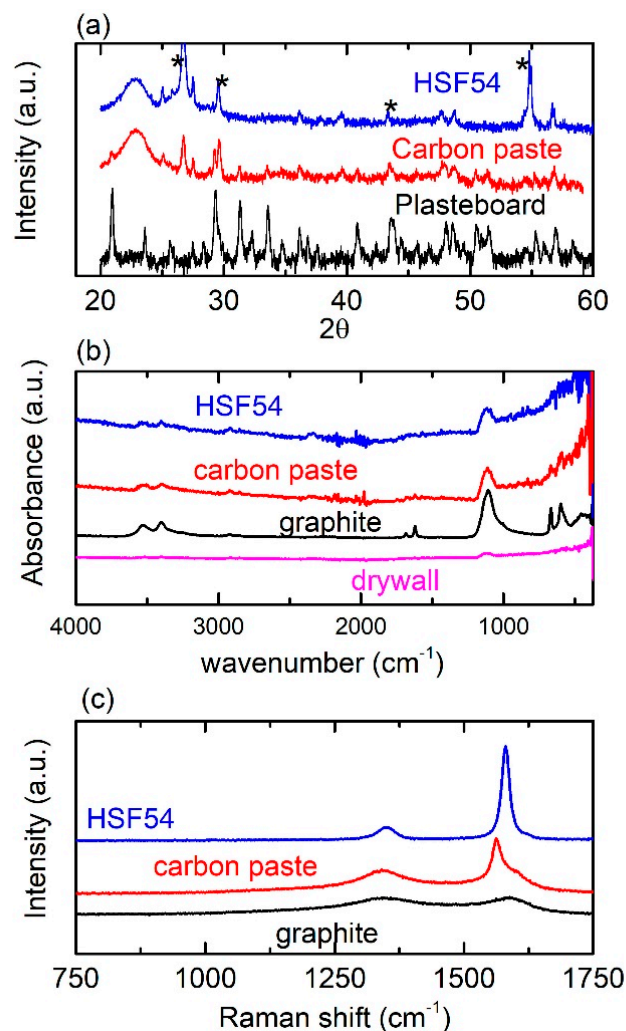 (a)
*
*
*
*
HSF54
Carbon paste
Plasteboard
Intensity (a.u.)
20 30 40 50 60
2θ
(b)
HSF54
carbon paste
graphite
drywall
Absorbance (a.u.)
4000 3000 2000 1000
wavenumber (cm⁻¹)
(c)
HSF54
carbon paste
graphite
Intensity (a.u.)
750 1000 1250 1500 1750
Raman shift (cm⁻¹)